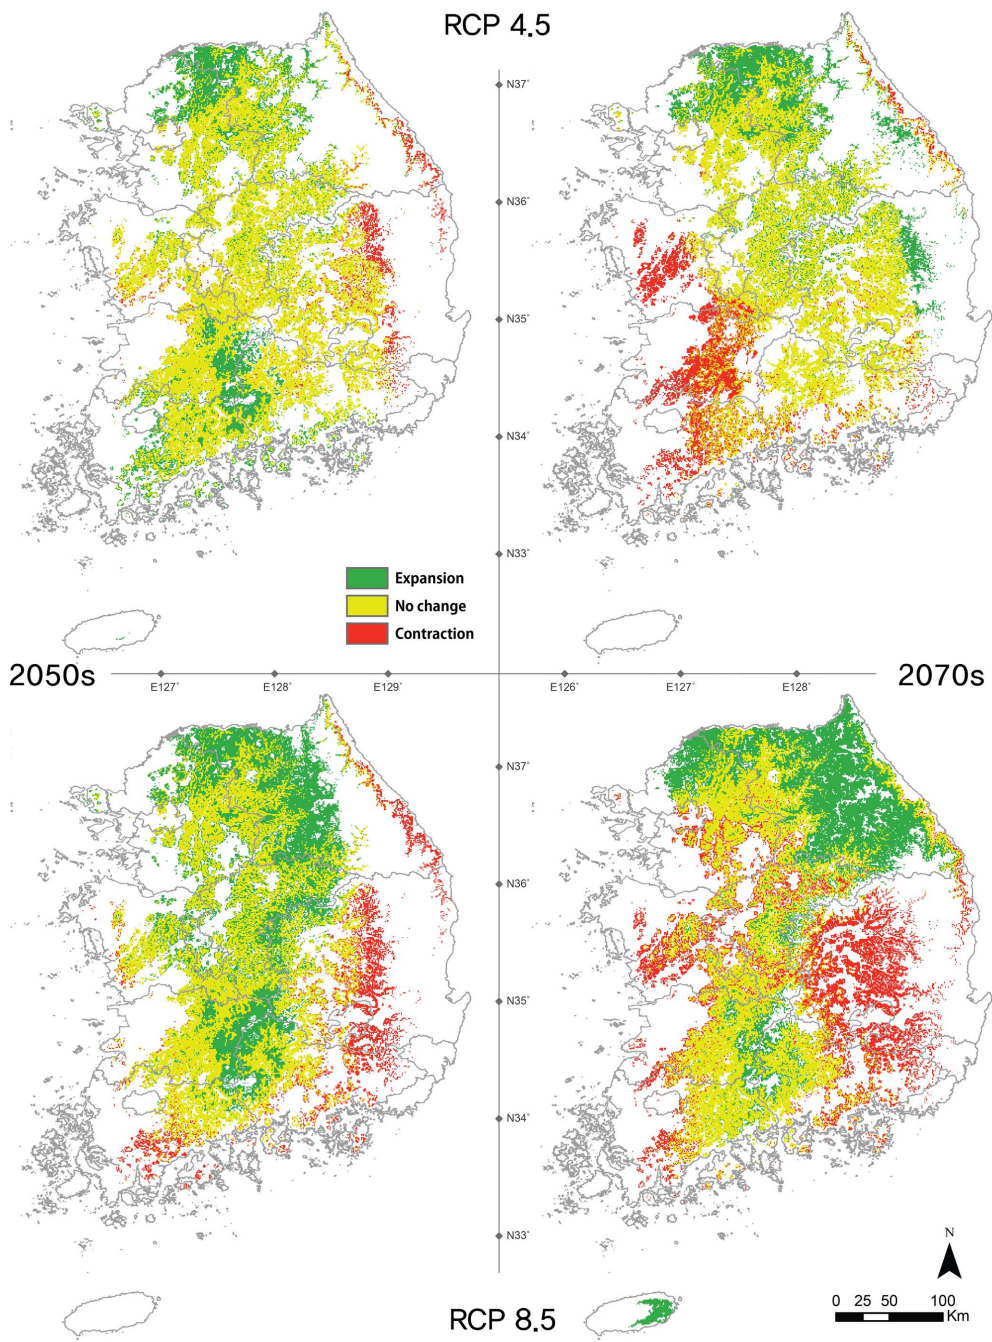 RCP 4.5
N37°
N36°
N35°
N34°
N33°
Expansion
No change
Contraction
2050s
2070s
E127°
E128°
E129°
E126°
E127°
E128°
N37°
N36°
N35°
N34°
N33°
N
0 25 50 100
Km
RCP 8.5